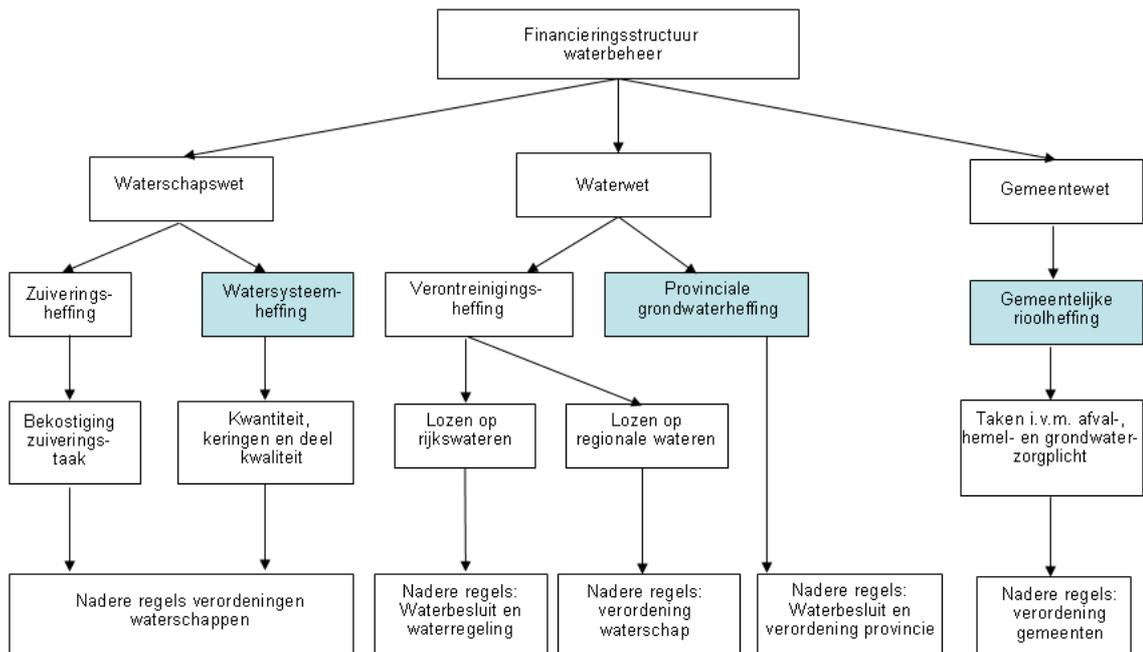 Financieringsstructuur
waterbeheer
Waterschapswet
Waterwet
Gemeentewet
Zuiverings-
heffing
Watersysteem-
heffing
Verontreinigings-
heffing
Provinciale
grondwaterheffing
Gemeentelijke
rioolheffing
Bekostiging
zuiverings-
taak
Kwantiteit,
keringen en deel
kwaliteit
Lozen op
rijkswateren
Lozen op
regionale wateren
Taken i.v.m. afval-,
hemel- en grondwater-
zorgplicht
Nadere regels verordeningen
waterschappen
Nadere regels:
Waterbesluit en
waterregeling
Nadere regels:
verordening
waterschap
Nadere regels:
Waterbesluit en
verordening provincie
Nadere regels:
verordening
gemeenten